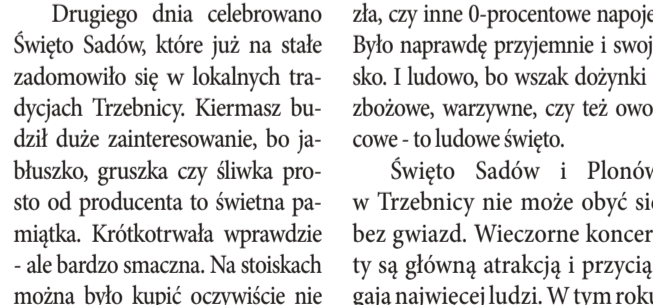 Drugiego dnia celebrowano
Święto Sadów, które już na stałe
zadomowiło się w lokalnych tra-
dycjach Trzebnicy. Kiermasz bu-
dził duże zainteresowanie, bo ja-
błuszko, gruszka czy śliwka pro-
sto od producenta to świetna pa-
miątka. Krótkotrwała wprawdzie
- ale bardzo smaczna. Na stoiskach
można było kupić oczywiście nie
zła, czy inne 0-procentowe napoje
Było naprawdę przyjemnie i swoj
sko. I ludowo, bo wszak dożynki
zbożowe, warzywne, czy też owo
cowe - to ludowe święto.
Święto Sadów i Plonów
w Trzebnicy nie może obyć się
bez gwiazd. Wieczorne koncer
ty są główną atrakcją i przycią
gają najwięcej ludzi. W tym roku